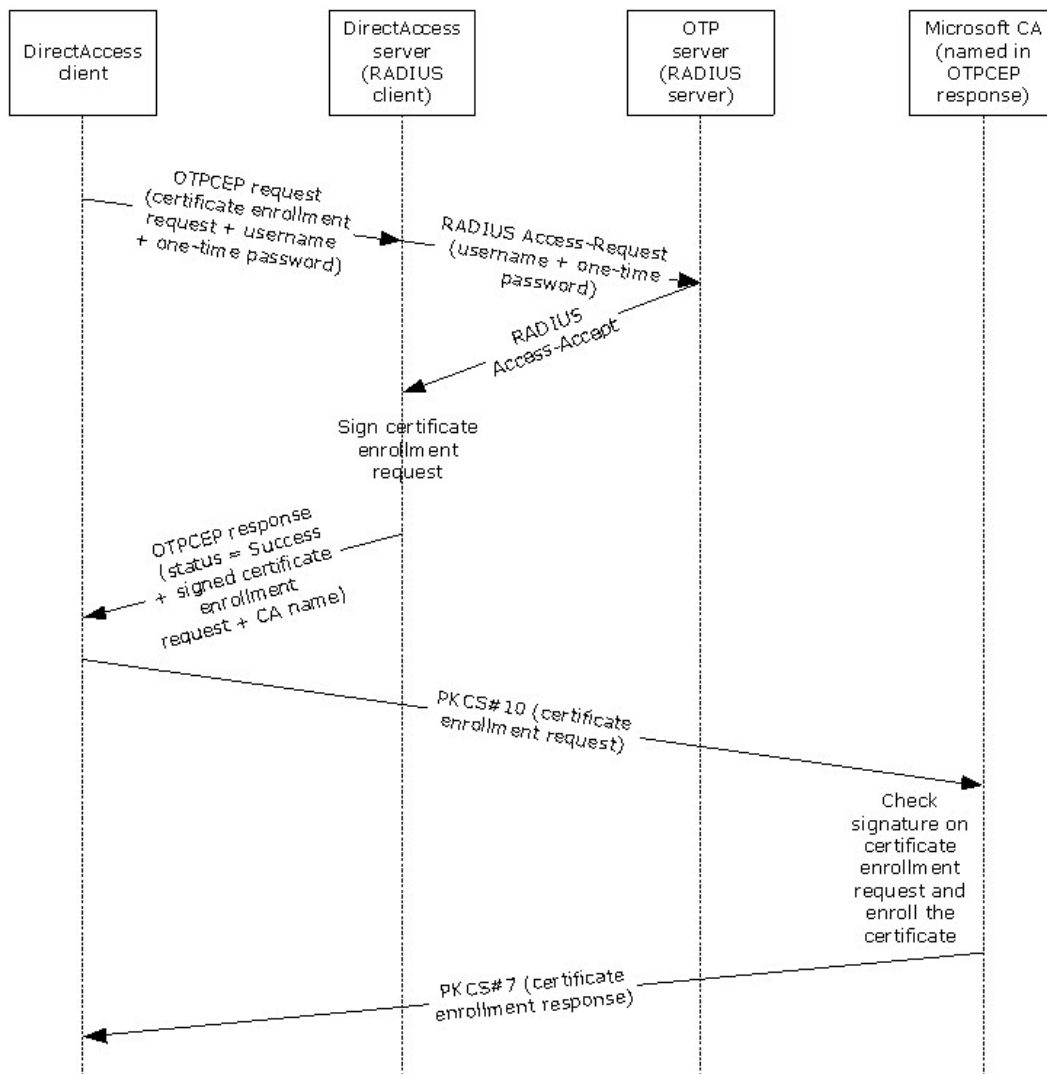 DirectAccess
client
DirectAccess
server
(RADIUS
client)
OTP
server
(RADIUS
server)
Microsoft CA
(named in
OTPCEP
response)
OTPCEP request
(certificate enrollment
request + username
+ one-time password)
RADIUS Access-Request
(username + one-time
password)
RADIUS
Access-Accept
Sign certificate
enrollment
request
OTPCEP response
(status = Success
+ signed certificate
enrollment
request + CA name)
PKCS#10 (certificate
enrollment request)
Check
signature on
certificate
enrollment
request and
enroll the
certificate
PKCS#7 (certificate
enrollment response)